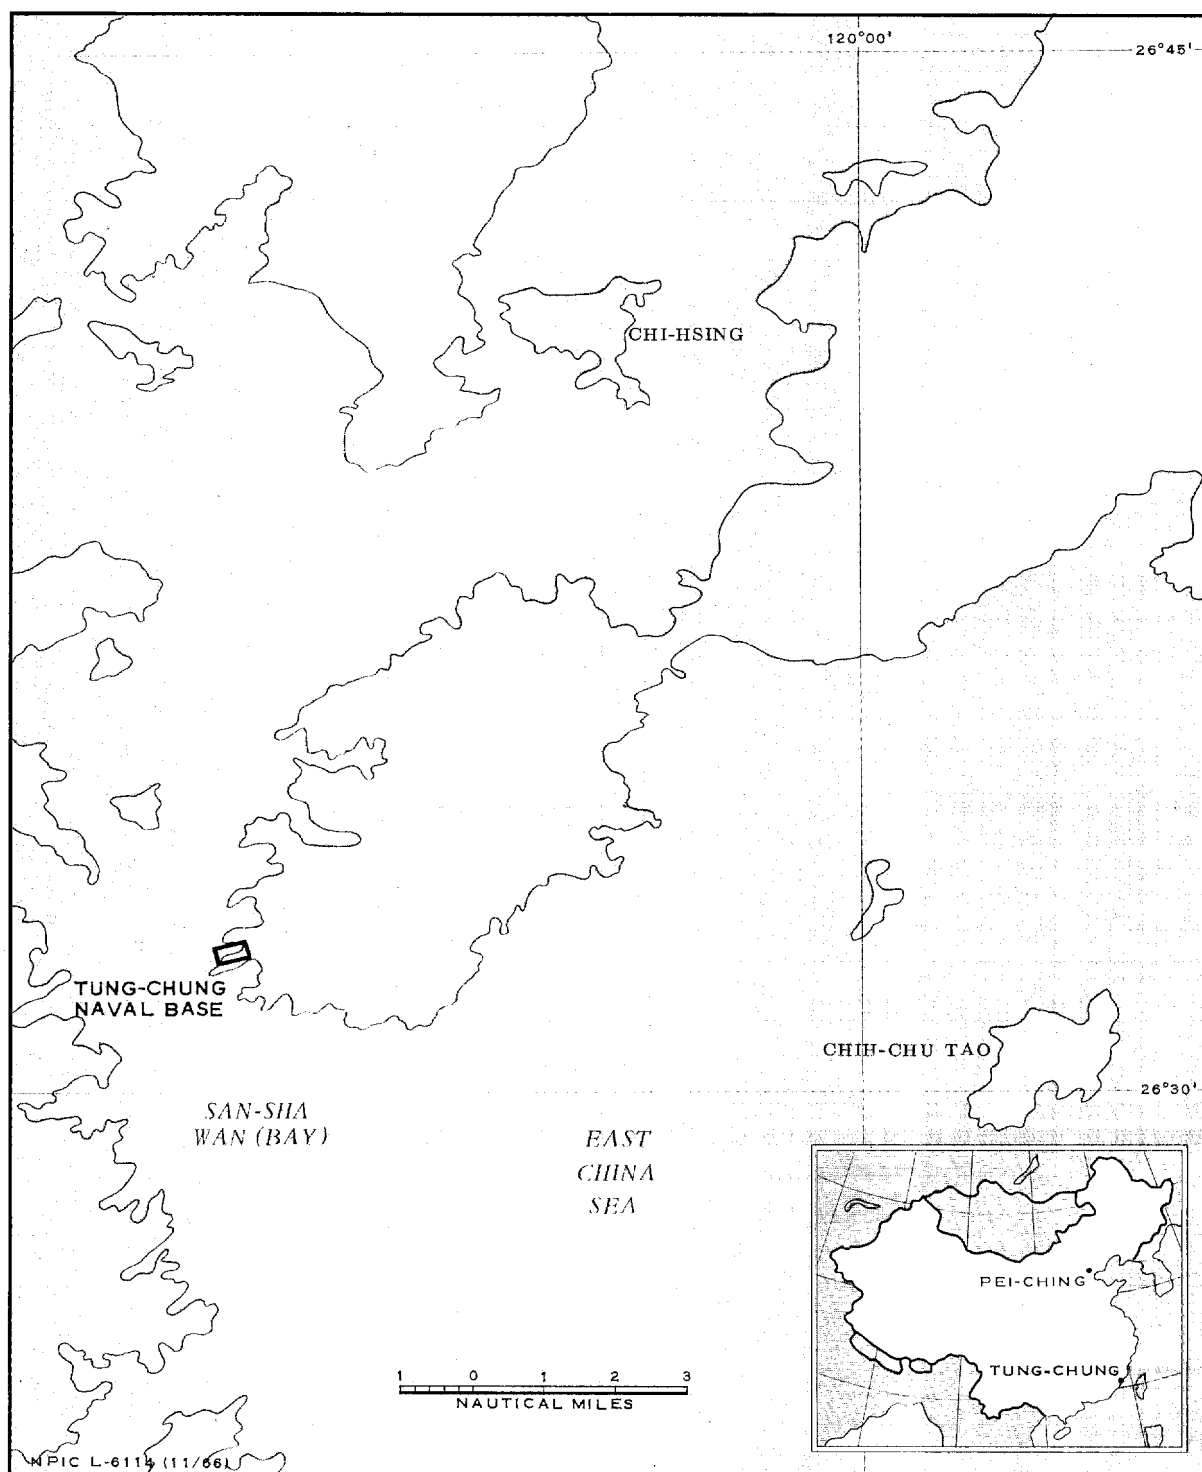 120°00'
26°45'
CHI-HSING
TUNG-CHUNG
NAVAL BASE
CHIH-CHU TAO
26°30'
SAN-SHA
WAN (BAY)
EAST
CHINA
SEA
PEI-CHING
TUNG-CHUNG
1 0 1 2 3
NAUTICAL MILES
NPIC L-6114 (11/66)